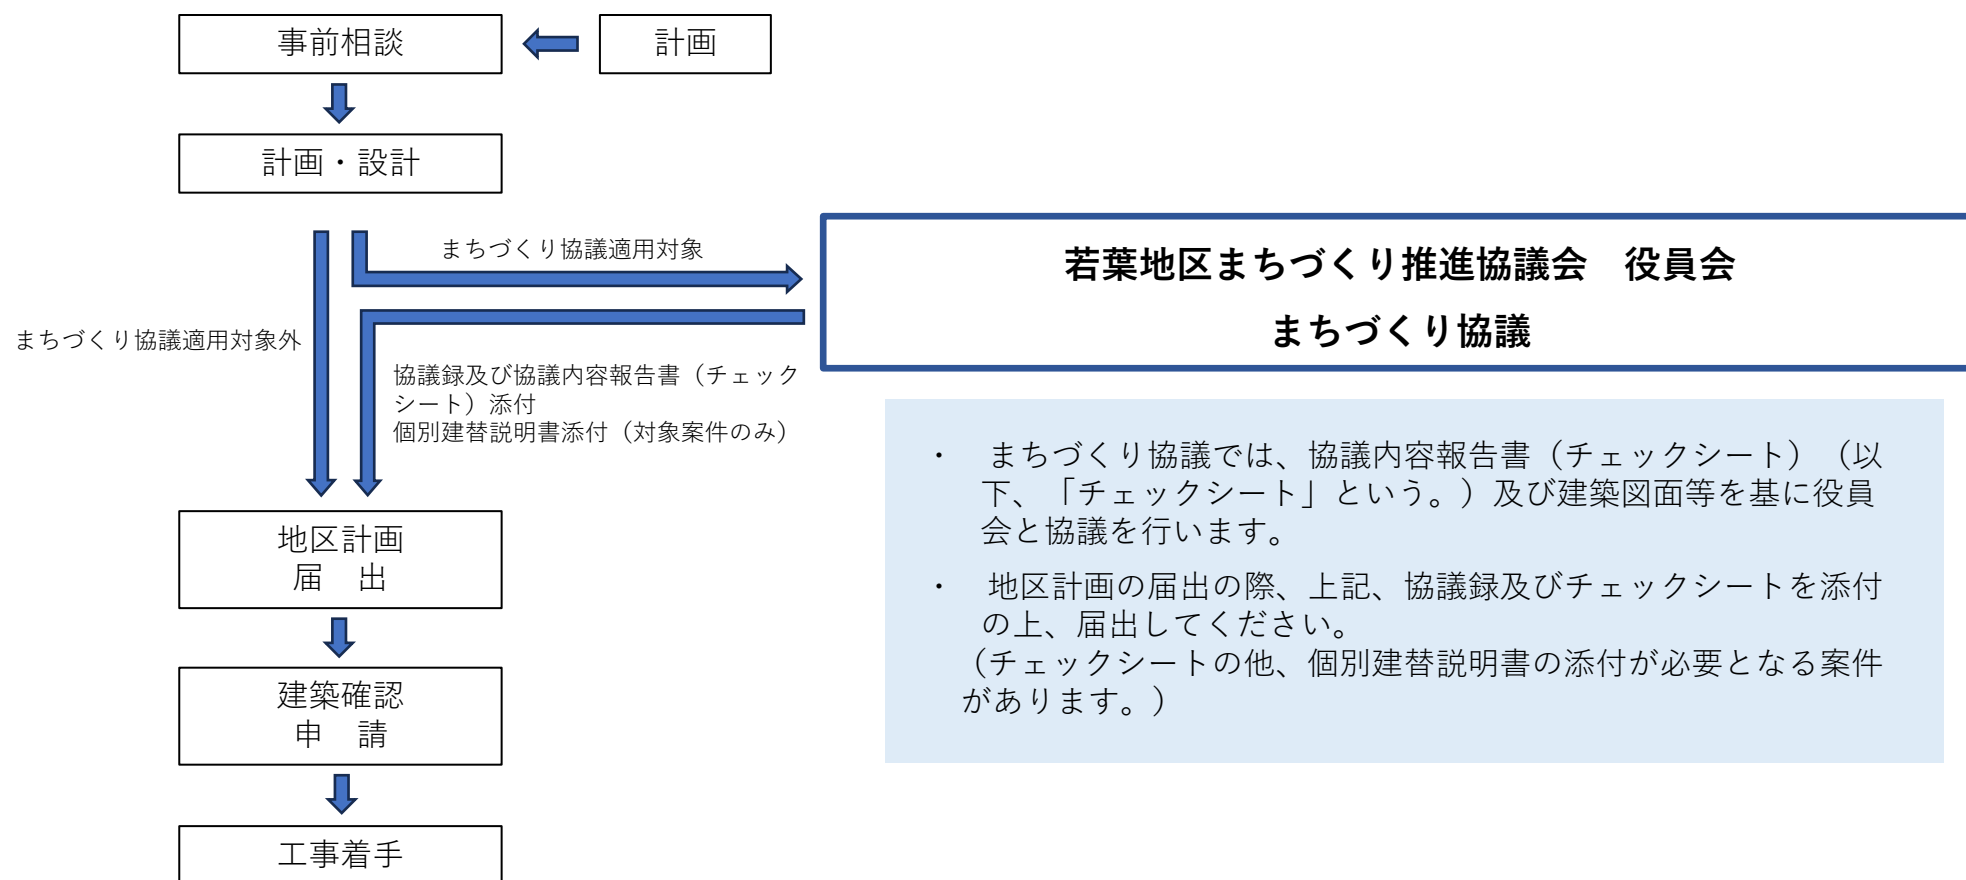 事前相談
計画
計画・設計
まちづくり協議適用対象
若葉地区まちづくり推進協議会　役員会
まちづくり協議
まちづくり協議適用対象外
協議録及び協議内容報告書（チェック
シート）添付
個別建替説明書添付（対象案件のみ）
・　まちづくり協議では、協議内容報告書（チェックシート）（以
下、「チェックシート」という。）及び建築図面等を基に役員
会と協議を行います。
・　地区計画の届出の際、上記、協議録及びチェックシートを添付
の上、届出してください。
（チェックシートの他、個別建替説明書の添付が必要となる案件
があります。）
地区計画
届　出
建築確認
申　請
工事着手